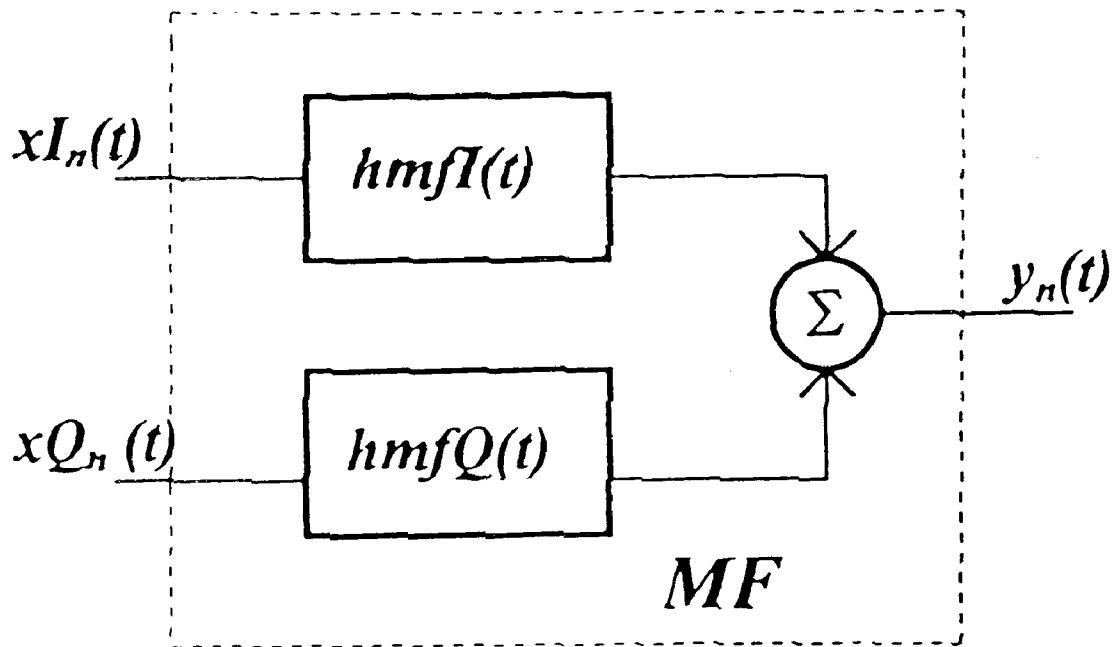 xIₙ(t)
hmfI(t)
Σ
yₙ(t)
xQₙ (t)
hmfQ(t)
MF